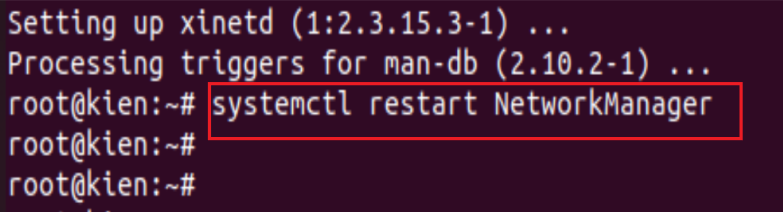 Setting up xinetd (1:2.3.15.3-1) ...
Processing triggers for man-db (2.10.2-1) ...
root@kien:~# systemctl restart NetworkManager
root@kien:~#
root@kien:~#